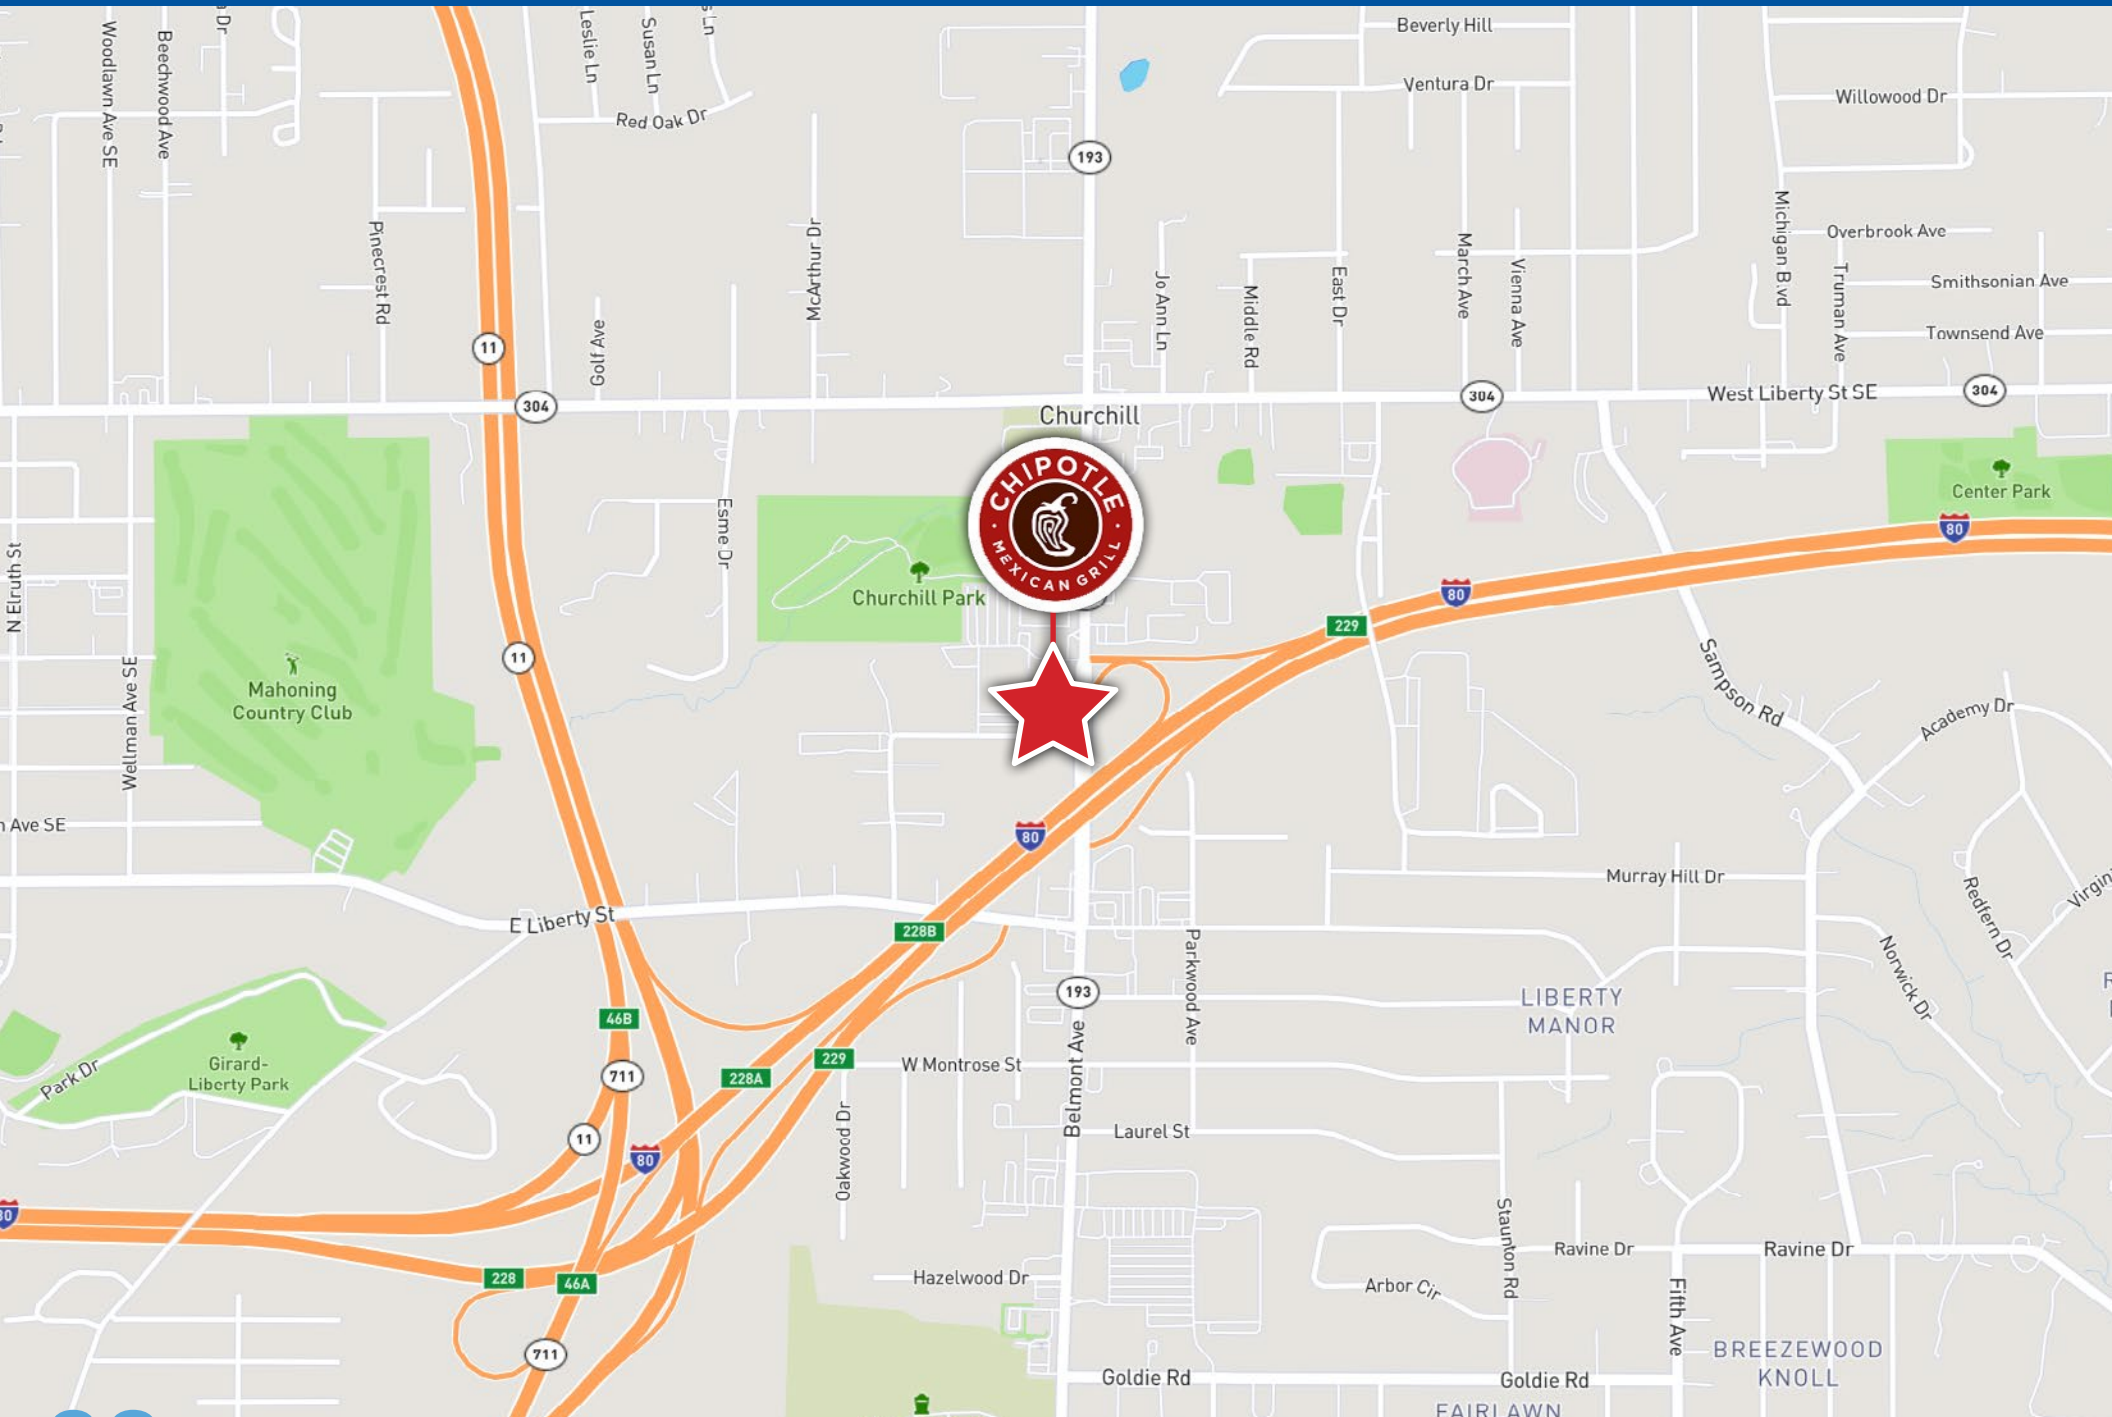 Woodlawn Ave SE
Beechwood Ave
Dr
Leslie Ln
Susan Ln
Ln
Red Oak Dr
Beverly Hill
Ventura Dr
Willowood Dr
193
Pinecrest Rd
McArthur Dr
Jo Ann Ln
Middle Rd
East Dr
March Ave
Vienna Ave
Michigan Blvd
Overbrook Ave
Truman Ave
Smithsonian Ave
Townsend Ave
11
Golf Ave
304
304
West Liberty St SE
304
Churchill
CHIPOTLE
MEXICAN GRILL
Center Park
80
Esme Dr
N Elruth St
Churchill Park
80
229
11
Wellman Ave SE
Mahoning
Country Club
Sampson Rd
Academy Dr
Ave SE
80
Murray Hill Dr
Redfern Dr
Virgini
E Liberty St
228B
Parkwood Ave
Norwick Dr
193
LIBERTY
MANOR
46B
Girard-
Liberty Park
Park Dr
711
228A
229
W Montrose St
Belmont Ave
Oakwood Dr
Laurel St
11
80
80
Staunton Rd
Ravine Dr
Ravine Dr
228
46A
Hazelwood Dr
Arbor Cir
Fifth Ave
711
BREEZEWOOD
KNOLL
Goldie Rd
Goldie Rd
FAIRLAWN